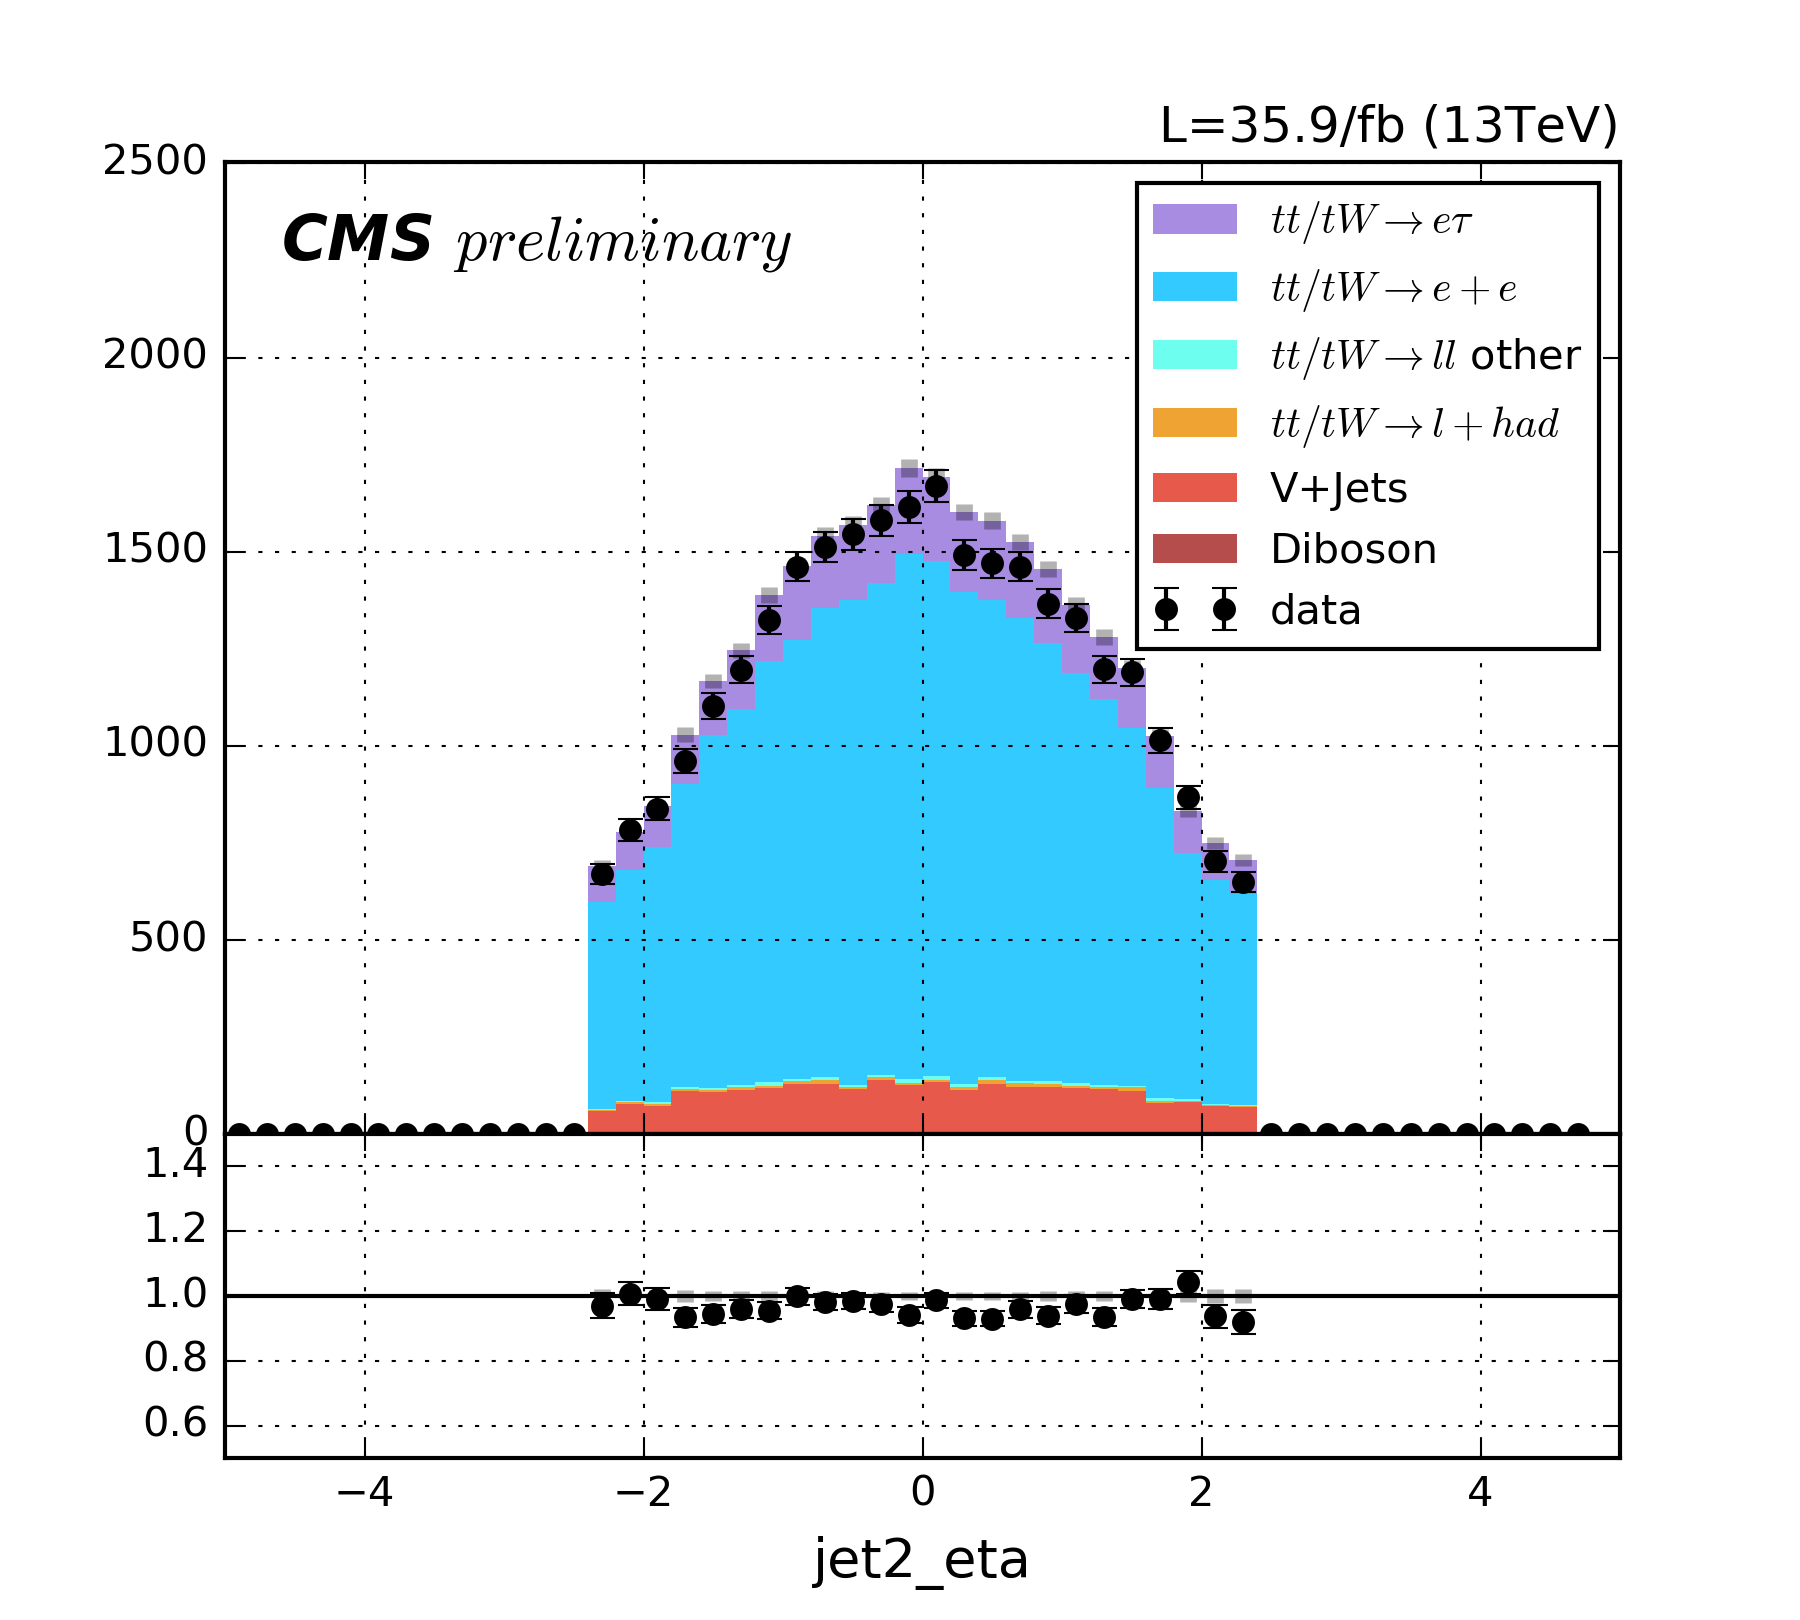 L=35.9/fb (13TeV)
CMS preliminary
2500
2000
1500
1000
500
0
tt/tW→eτ
tt/tW→e+e
tt/tW→ll other
tt/tW→l+had
V+Jets
Diboson
data
1.4
1.2
1.0
0.8
0.6
−4 −2 0 2 4
jet2_eta